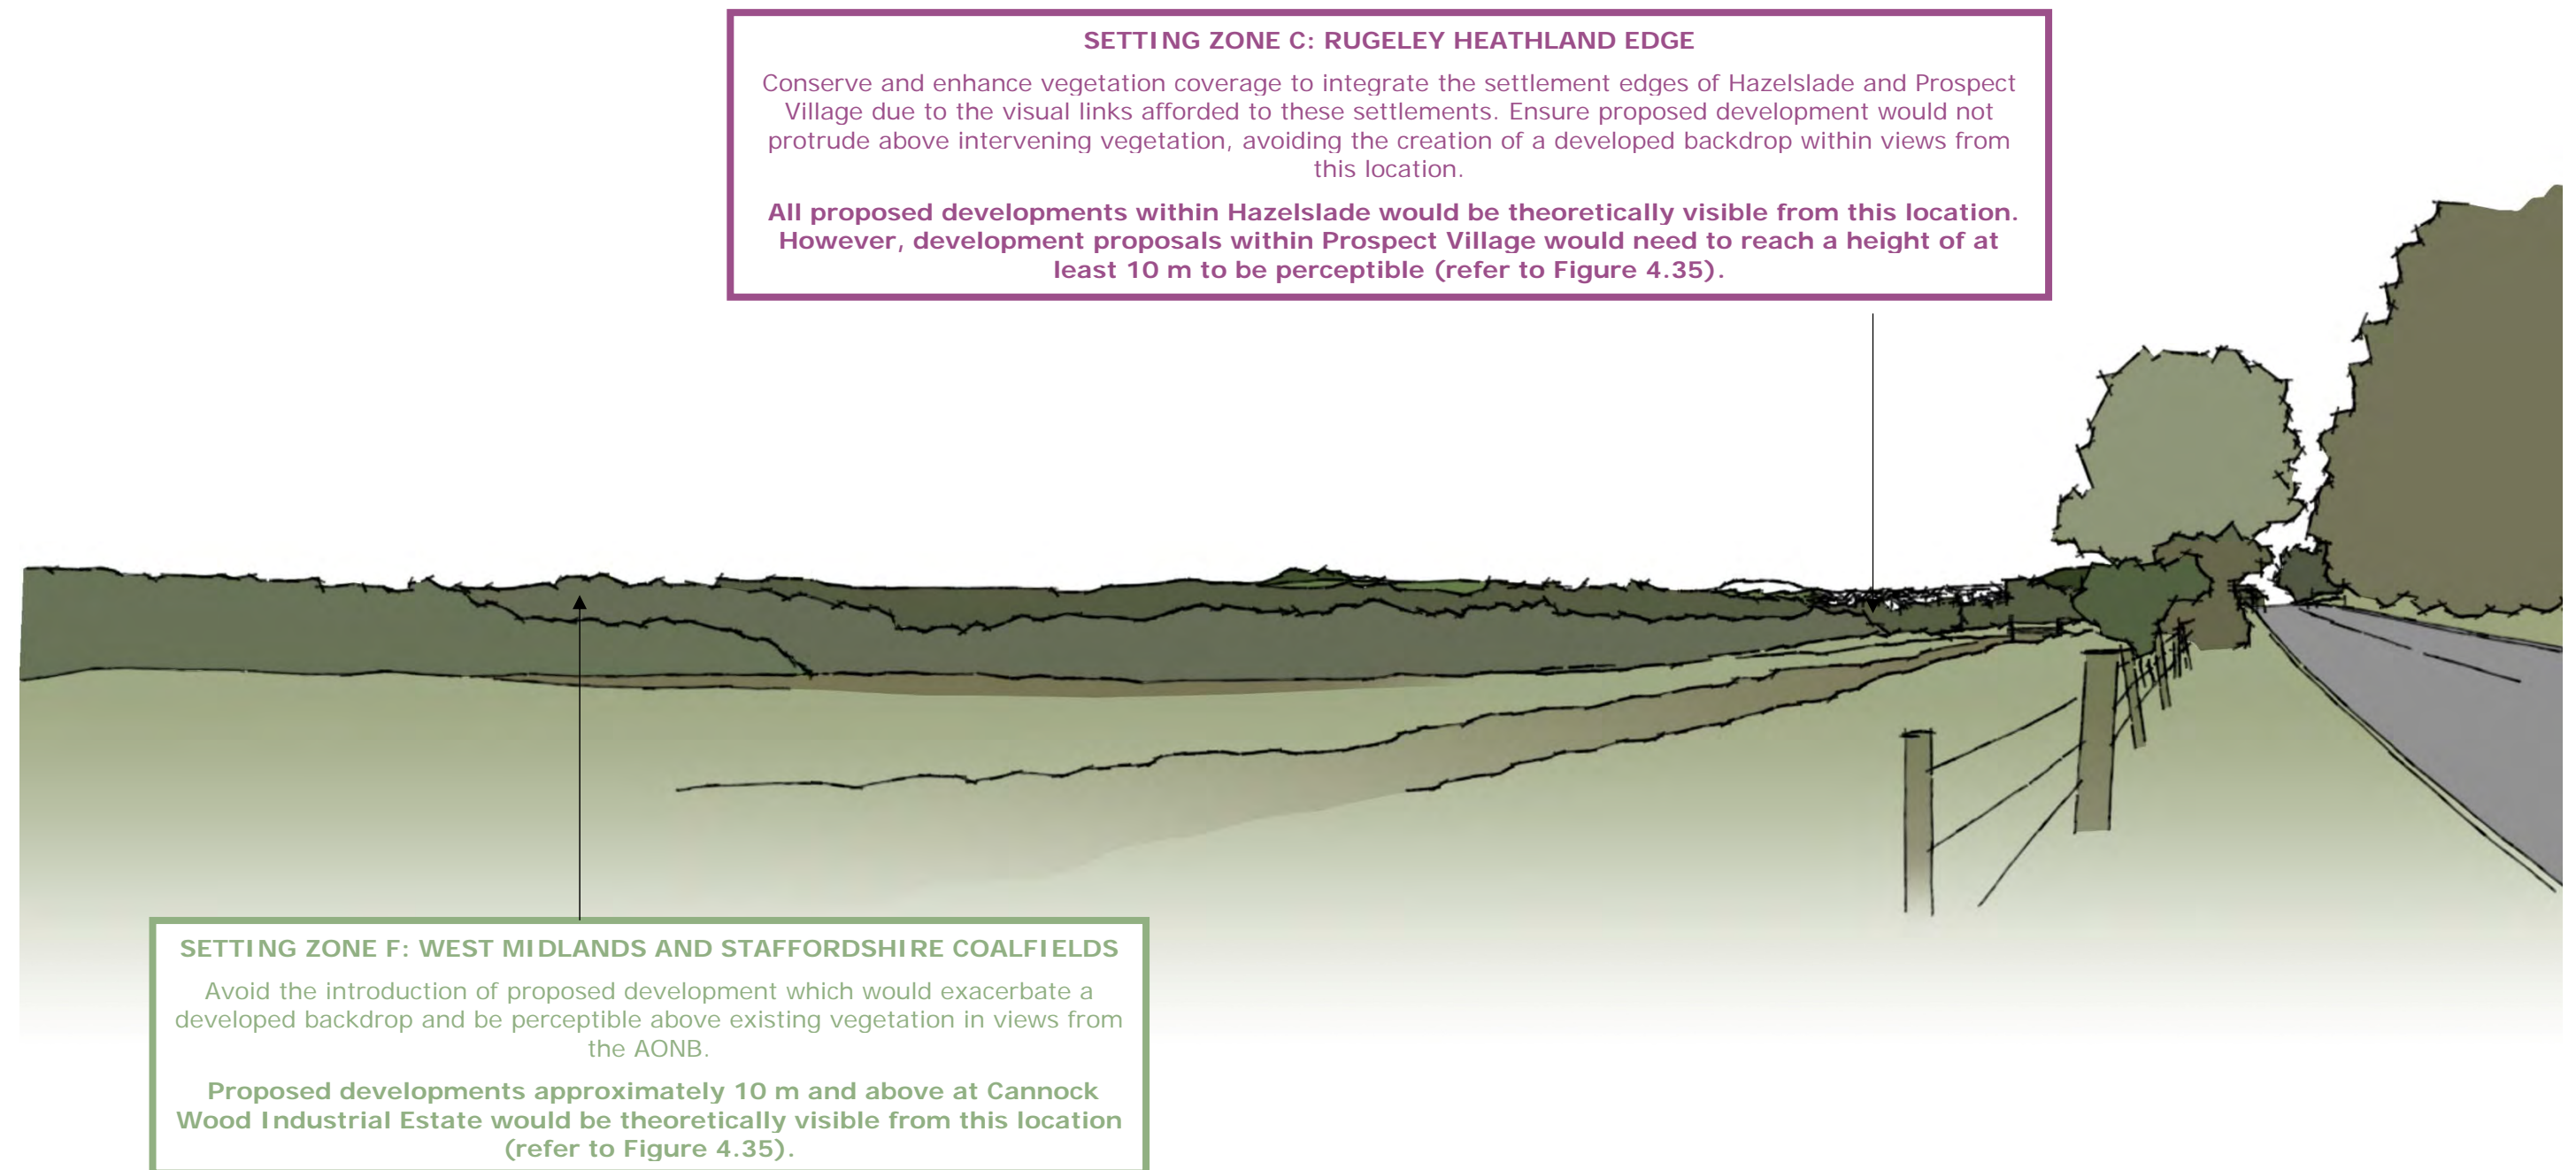 SETTING ZONE C: RUGELEY HEATHLAND EDGE
Conserve and enhance vegetation coverage to integrate the settlement edges of Hazelslade and Prospect
Village due to the visual links afforded to these settlements. Ensure proposed development would not
protrude above intervening vegetation, avoiding the creation of a developed backdrop within views from
this location.
All proposed developments within Hazelslade would be theoretically visible from this location.
However, development proposals within Prospect Village would need to reach a height of at
least 10 m to be perceptible (refer to Figure 4.35).
SETTING ZONE F: WEST MIDLANDS AND STAFFORDSHIRE COALFIELDS
Avoid the introduction of proposed development which would exacerbate a
developed backdrop and be perceptible above existing vegetation in views from
the AONB.
Proposed developments approximately 10 m and above at Cannock
Wood Industrial Estate would be theoretically visible from this location
(refer to Figure 4.35).